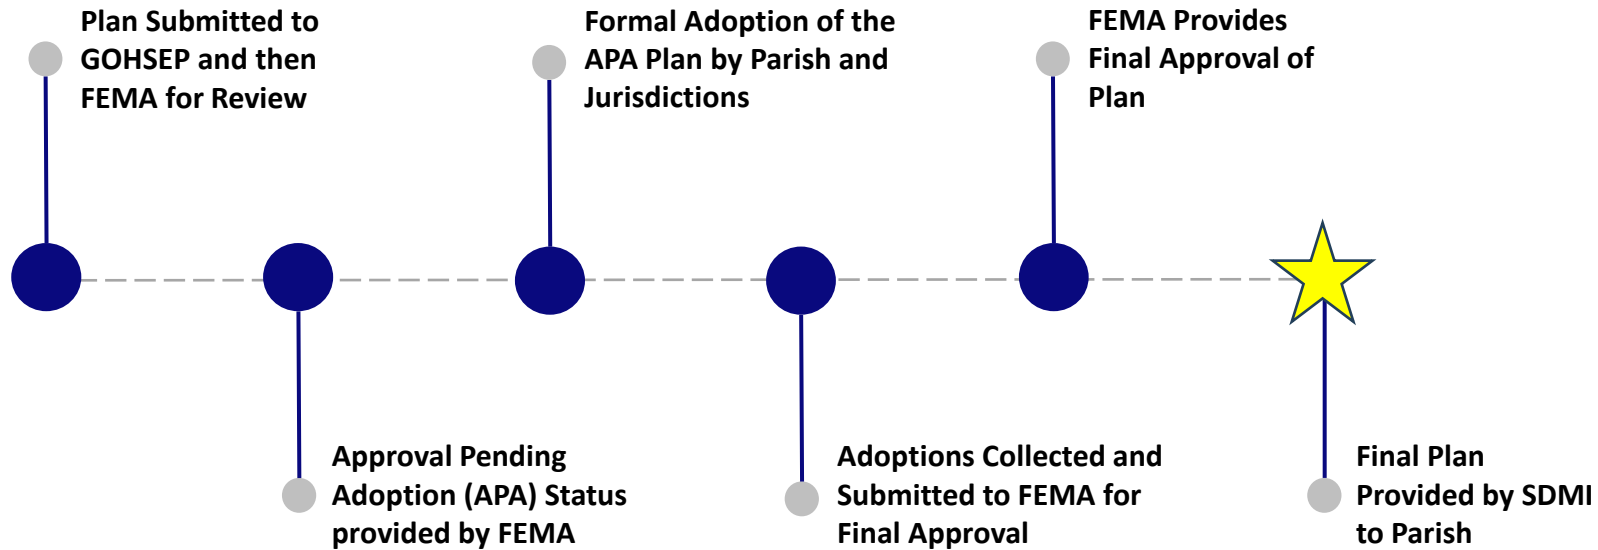 Plan Submitted to
GOHSEP and then
FEMA for Review
Formal Adoption of the
APA Plan by Parish and
Jurisdictions
FEMA Provides
Final Approval of
Plan
Approval Pending
Adoption (APA) Status
provided by FEMA
Adoptions Collected and
Submitted to FEMA for
Final Approval
Final Plan
Provided by SDMI
to Parish